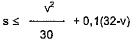 s ≤ v²/30 + 0,1(32-v)